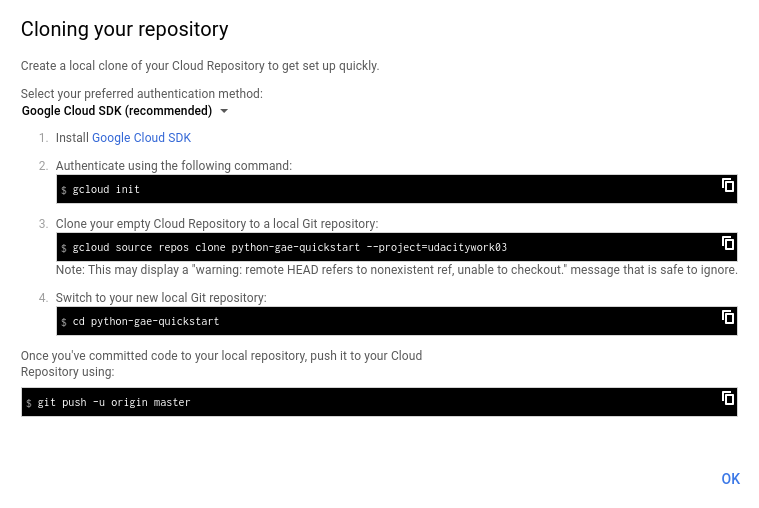 Cloning your repository
Create a local clone of your Cloud Repository to get set up quickly.
Select your preferred authentication method:
Google Cloud SDK (recommended)
1. Install Google Cloud SDK
2. Authenticate using the following command:
$ gcloud init
3. Clone your empty Cloud Repository to a local Git repository:
$ gcloud source repos clone python-gae-quickstart --project=udacitywork03
Note: This may display a "warning: remote HEAD refers to nonexistent ref, unable to checkout." message that is safe to ignore.
4. Switch to your new local Git repository:
$ cd python-gae-quickstart
Once you've committed code to your local repository, push it to your Cloud
Repository using:
$ git push -u origin master
OK